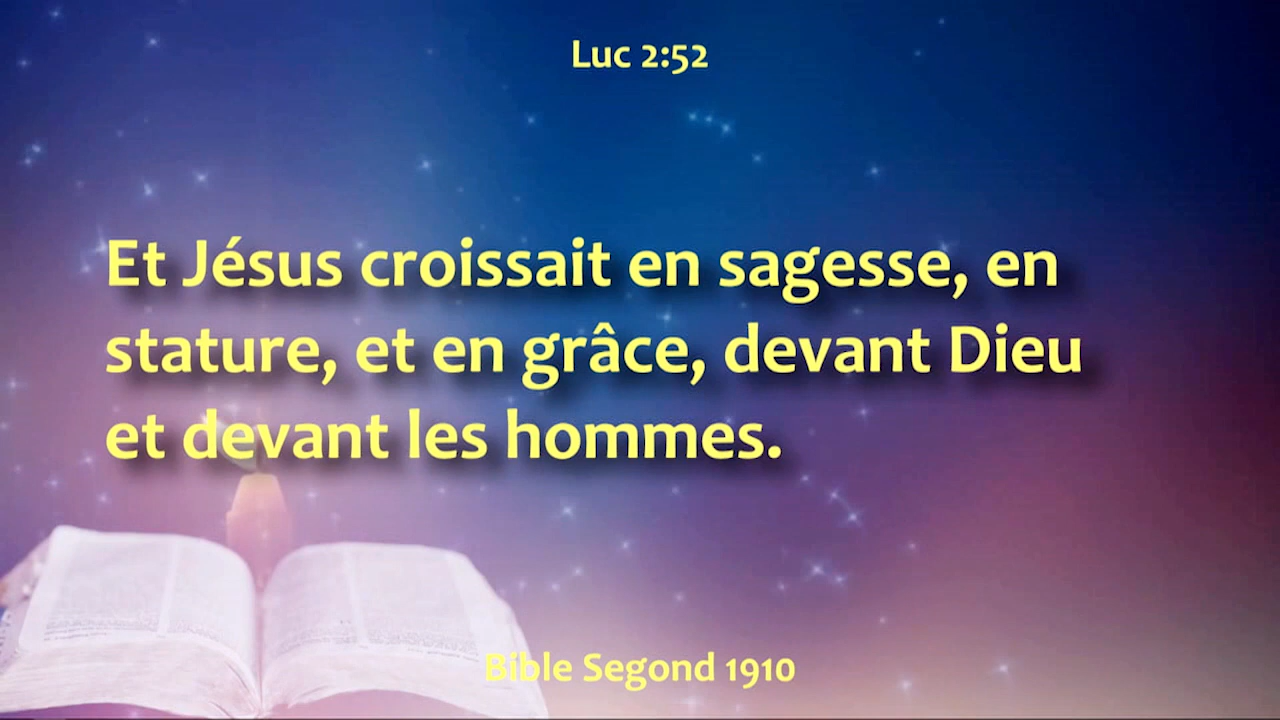 Luc 2:52
Et Jésus croissait en sagesse, en
stature, et en grâce, devant Dieu
et devant les hommes.
Bible Segond 1910